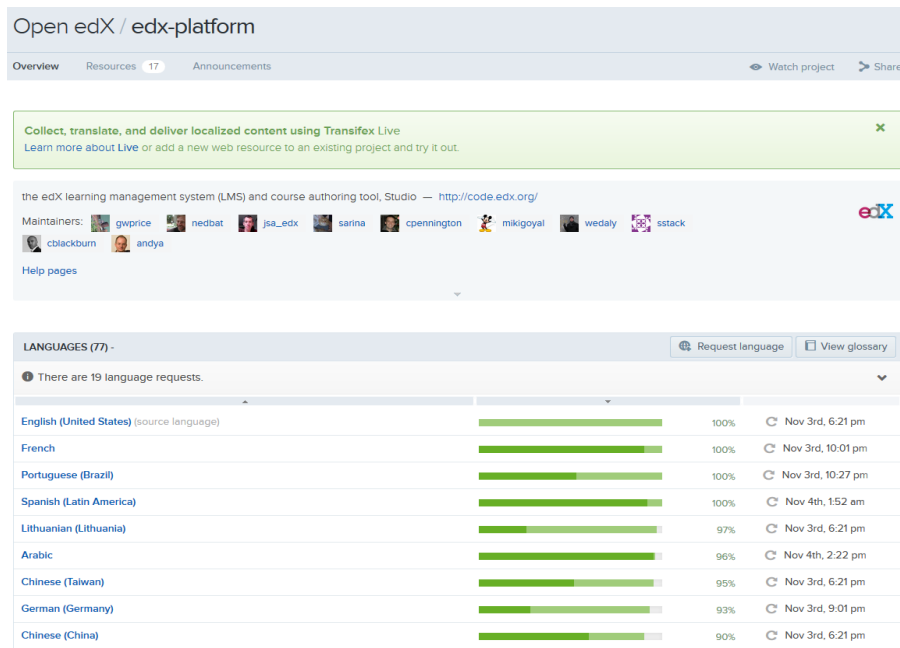 Open edX / edx-platform
Overview Resources 17 Announcements Watch project Share
Collect, translate, and deliver localized content using Transifex Live
Learn more about Live or add a new web resource to an existing project and try it out.
the edX learning management system (LMS) and course authoring tool, Studio — http://code.edx.org/
edX
Maintainers: gwprice nedbat jsa_edx sarina cpennington mikigoyal wedaly sstack
cblackburn andya
Help pages
LANGUAGES (77) - Request language View glossary
There are 19 language requests.
English (United States) (source language) 100% Nov 3rd, 6:21 pm
French 100% Nov 3rd, 10:01 pm
Portuguese (Brazil) 100% Nov 3rd, 10:27 pm
Spanish (Latin America) 100% Nov 4th, 1:52 am
Lithuanian (Lithuania) 97% Nov 3rd, 6:21 pm
Arabic 96% Nov 4th, 2:22 pm
Chinese (Taiwan) 95% Nov 3rd, 6:21 pm
German (Germany) 93% Nov 3rd, 9:01 pm
Chinese (China) 90% Nov 3rd, 6:21 pm